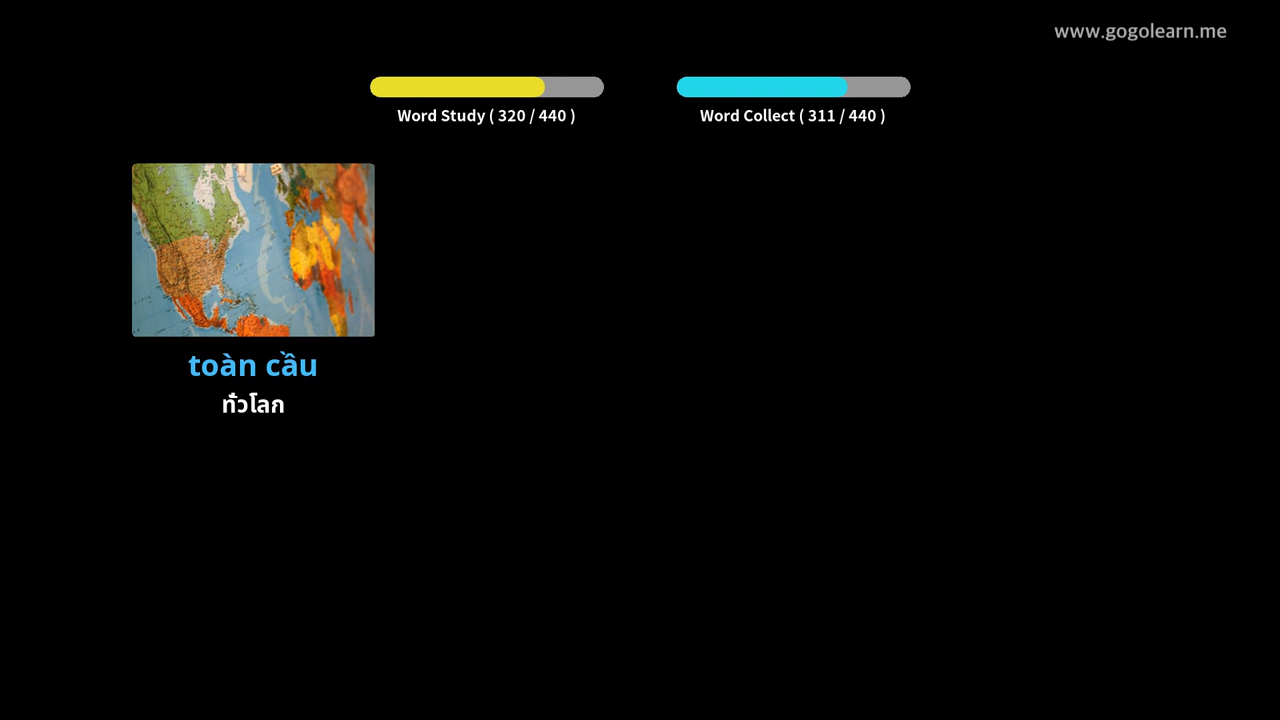 www.gogolearn.me
Word Study ( 320 / 440 )
Word Collect ( 311 / 440 )
toàn cầu
ทั่วโลก